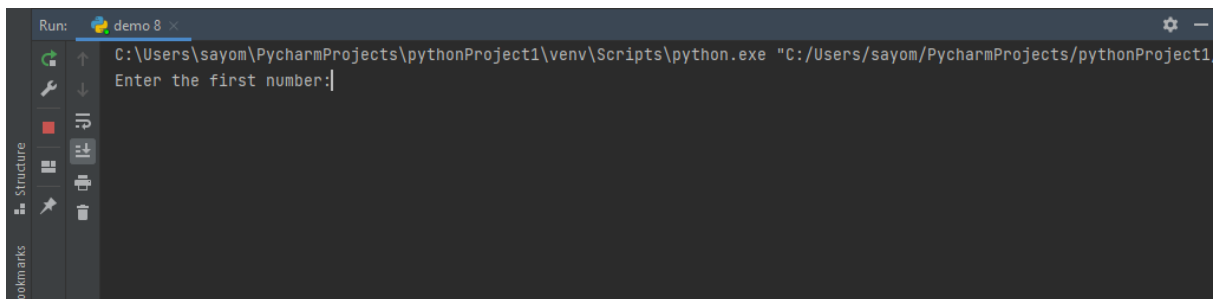 Run: demo 8
C:\Users\sayom\PycharmProjects\pythonProject1\venv\Scripts\python.exe "C:/Users/sayom/PycharmProjects/pythonProject1
Enter the first number:
Structure
ookmarks